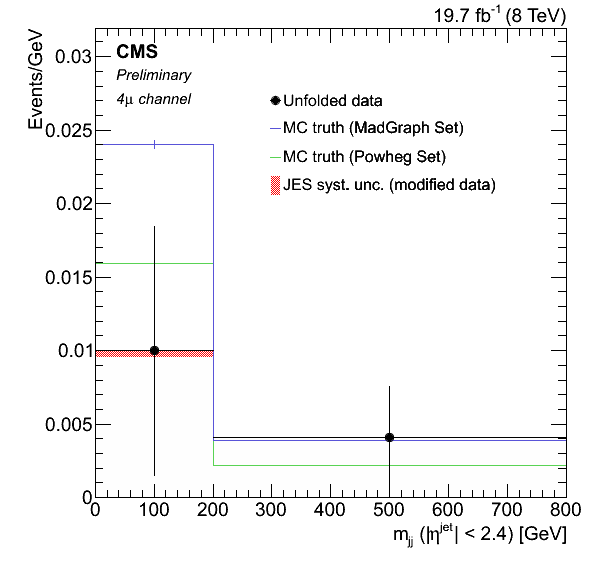 19.7 fb⁻¹ (8 TeV)
Events/GeV
CMS
Preliminary
4μ channel
Unfolded data
MC truth (MadGraph Set)
MC truth (Powheg Set)
JES syst. unc. (modified data)
0.03
0.025
0.02
0.015
0.01
0.005
0
0 100 200 300 400 500 600 700 800
m_jj (|η^jet| < 2.4) [GeV]